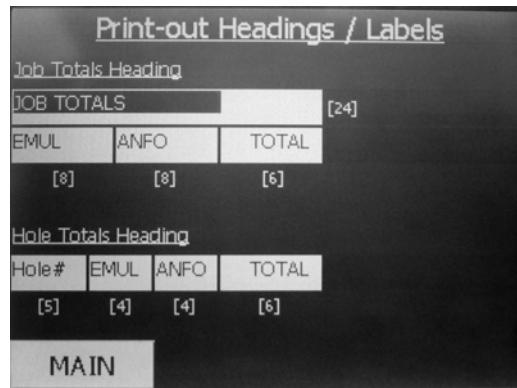 Print-out Headings / Labels
Job Totals Heading
JOB TOTALS [24]
EMUL ANFO TOTAL
[8] [8] [6]
Hole Totals Heading
Hole# EMUL ANFO TOTAL
[5] [4] [4] [6]
MAIN